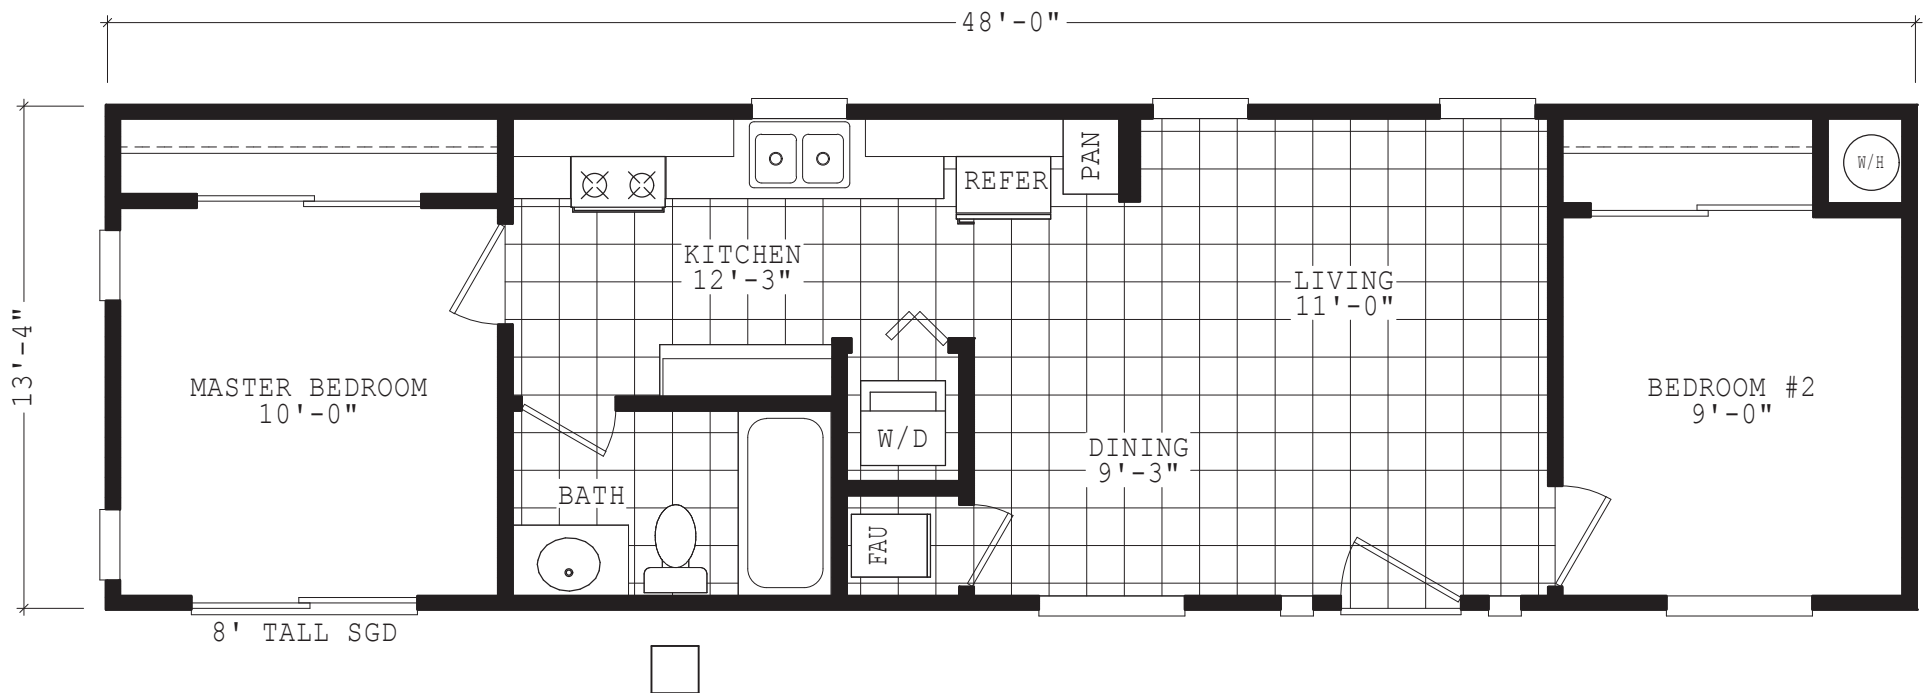 48'-0"
13'-4"
PAN
REFER
W/H
KITCHEN
12'-3"
LIVING
11'-0"
MASTER BEDROOM
10'-0"
BEDROOM #2
9'-0"
W/D
DINING
9'-3"
BATH
FAU
8' TALL SGD